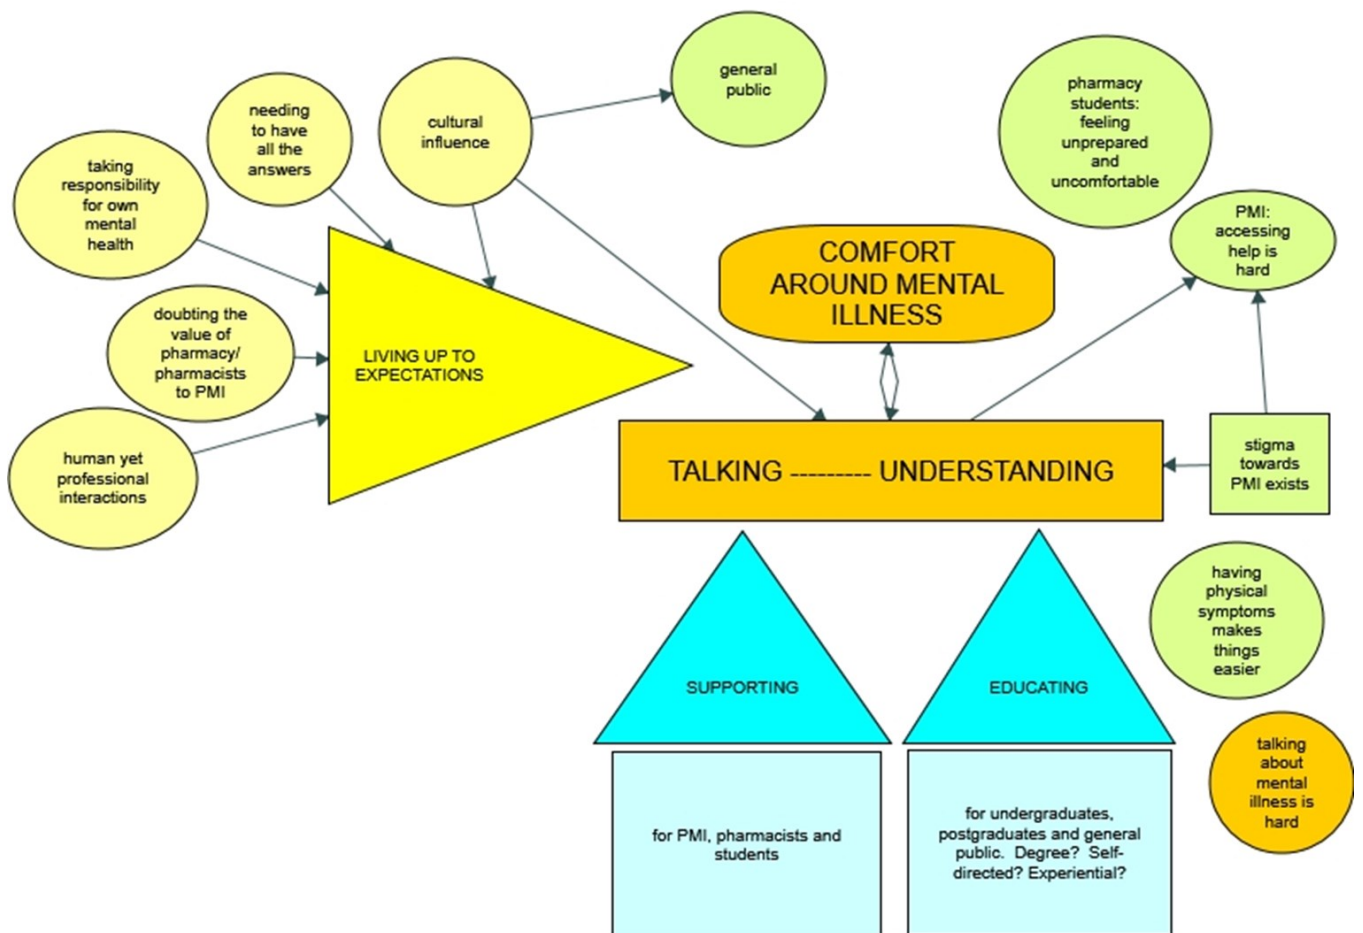 general
public
pharmacy
students:
feeling
unprepared
and
uncomfortable
needing
to have
all the
answers
cultural
influence
taking
responsibility
for own
mental
health
PMI:
accessing
help is
hard
COMFORT
AROUND MENTAL
ILLNESS
doubting the
value of
pharmacy/
pharmacists
to PMI
LIVING UP TO
EXPECTATIONS
human yet
professional
interactions
TALKING --------- UNDERSTANDING
stigma
towards
PMI exists
having
physical
symptoms
makes
things
easier
SUPPORTING
EDUCATING
talking
about
mental
illness is
hard
for PMI, pharmacists and
students
for undergraduates,
postgraduates and general
public.  Degree?  Self-
directed? Experiential?